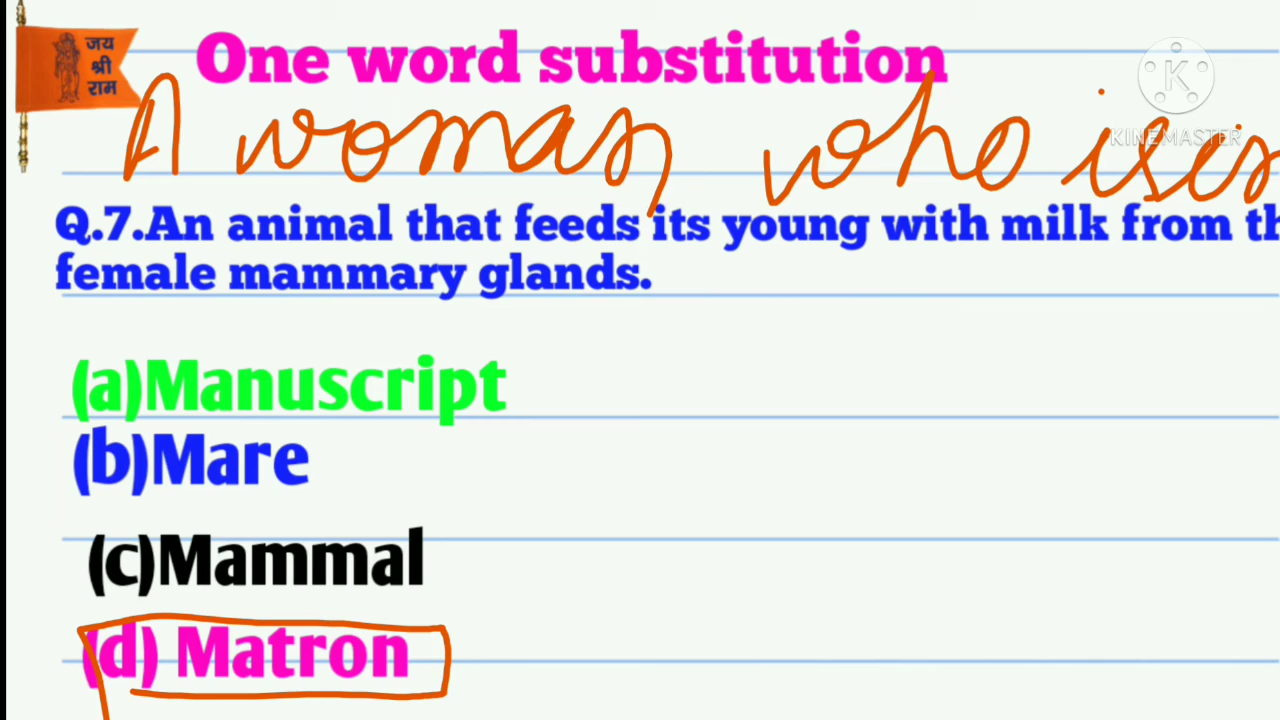 One word substitution
जय
श्री
राम
KINEMASTER
A woman who is in
Q.7.An animal that feeds its young with milk from th
female mammary glands.
(a)Manuscript
(b)Mare
(c)Mammal
(d) Matron